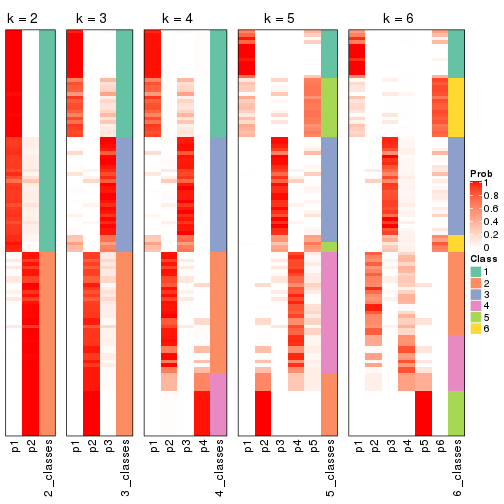 k = 2
k = 3
k = 4
k = 5
k = 6
p1
p2
2_classes
p1
p2
p3
3_classes
p1
p2
p3
p4
4_classes
p1
p2
p3
p4
p5
5_classes
p1
p2
p3
p4
p5
p6
6_classes
Prob
1
0.8
0.6
0.4
0.2
0
Class
1
2
3
4
5
6